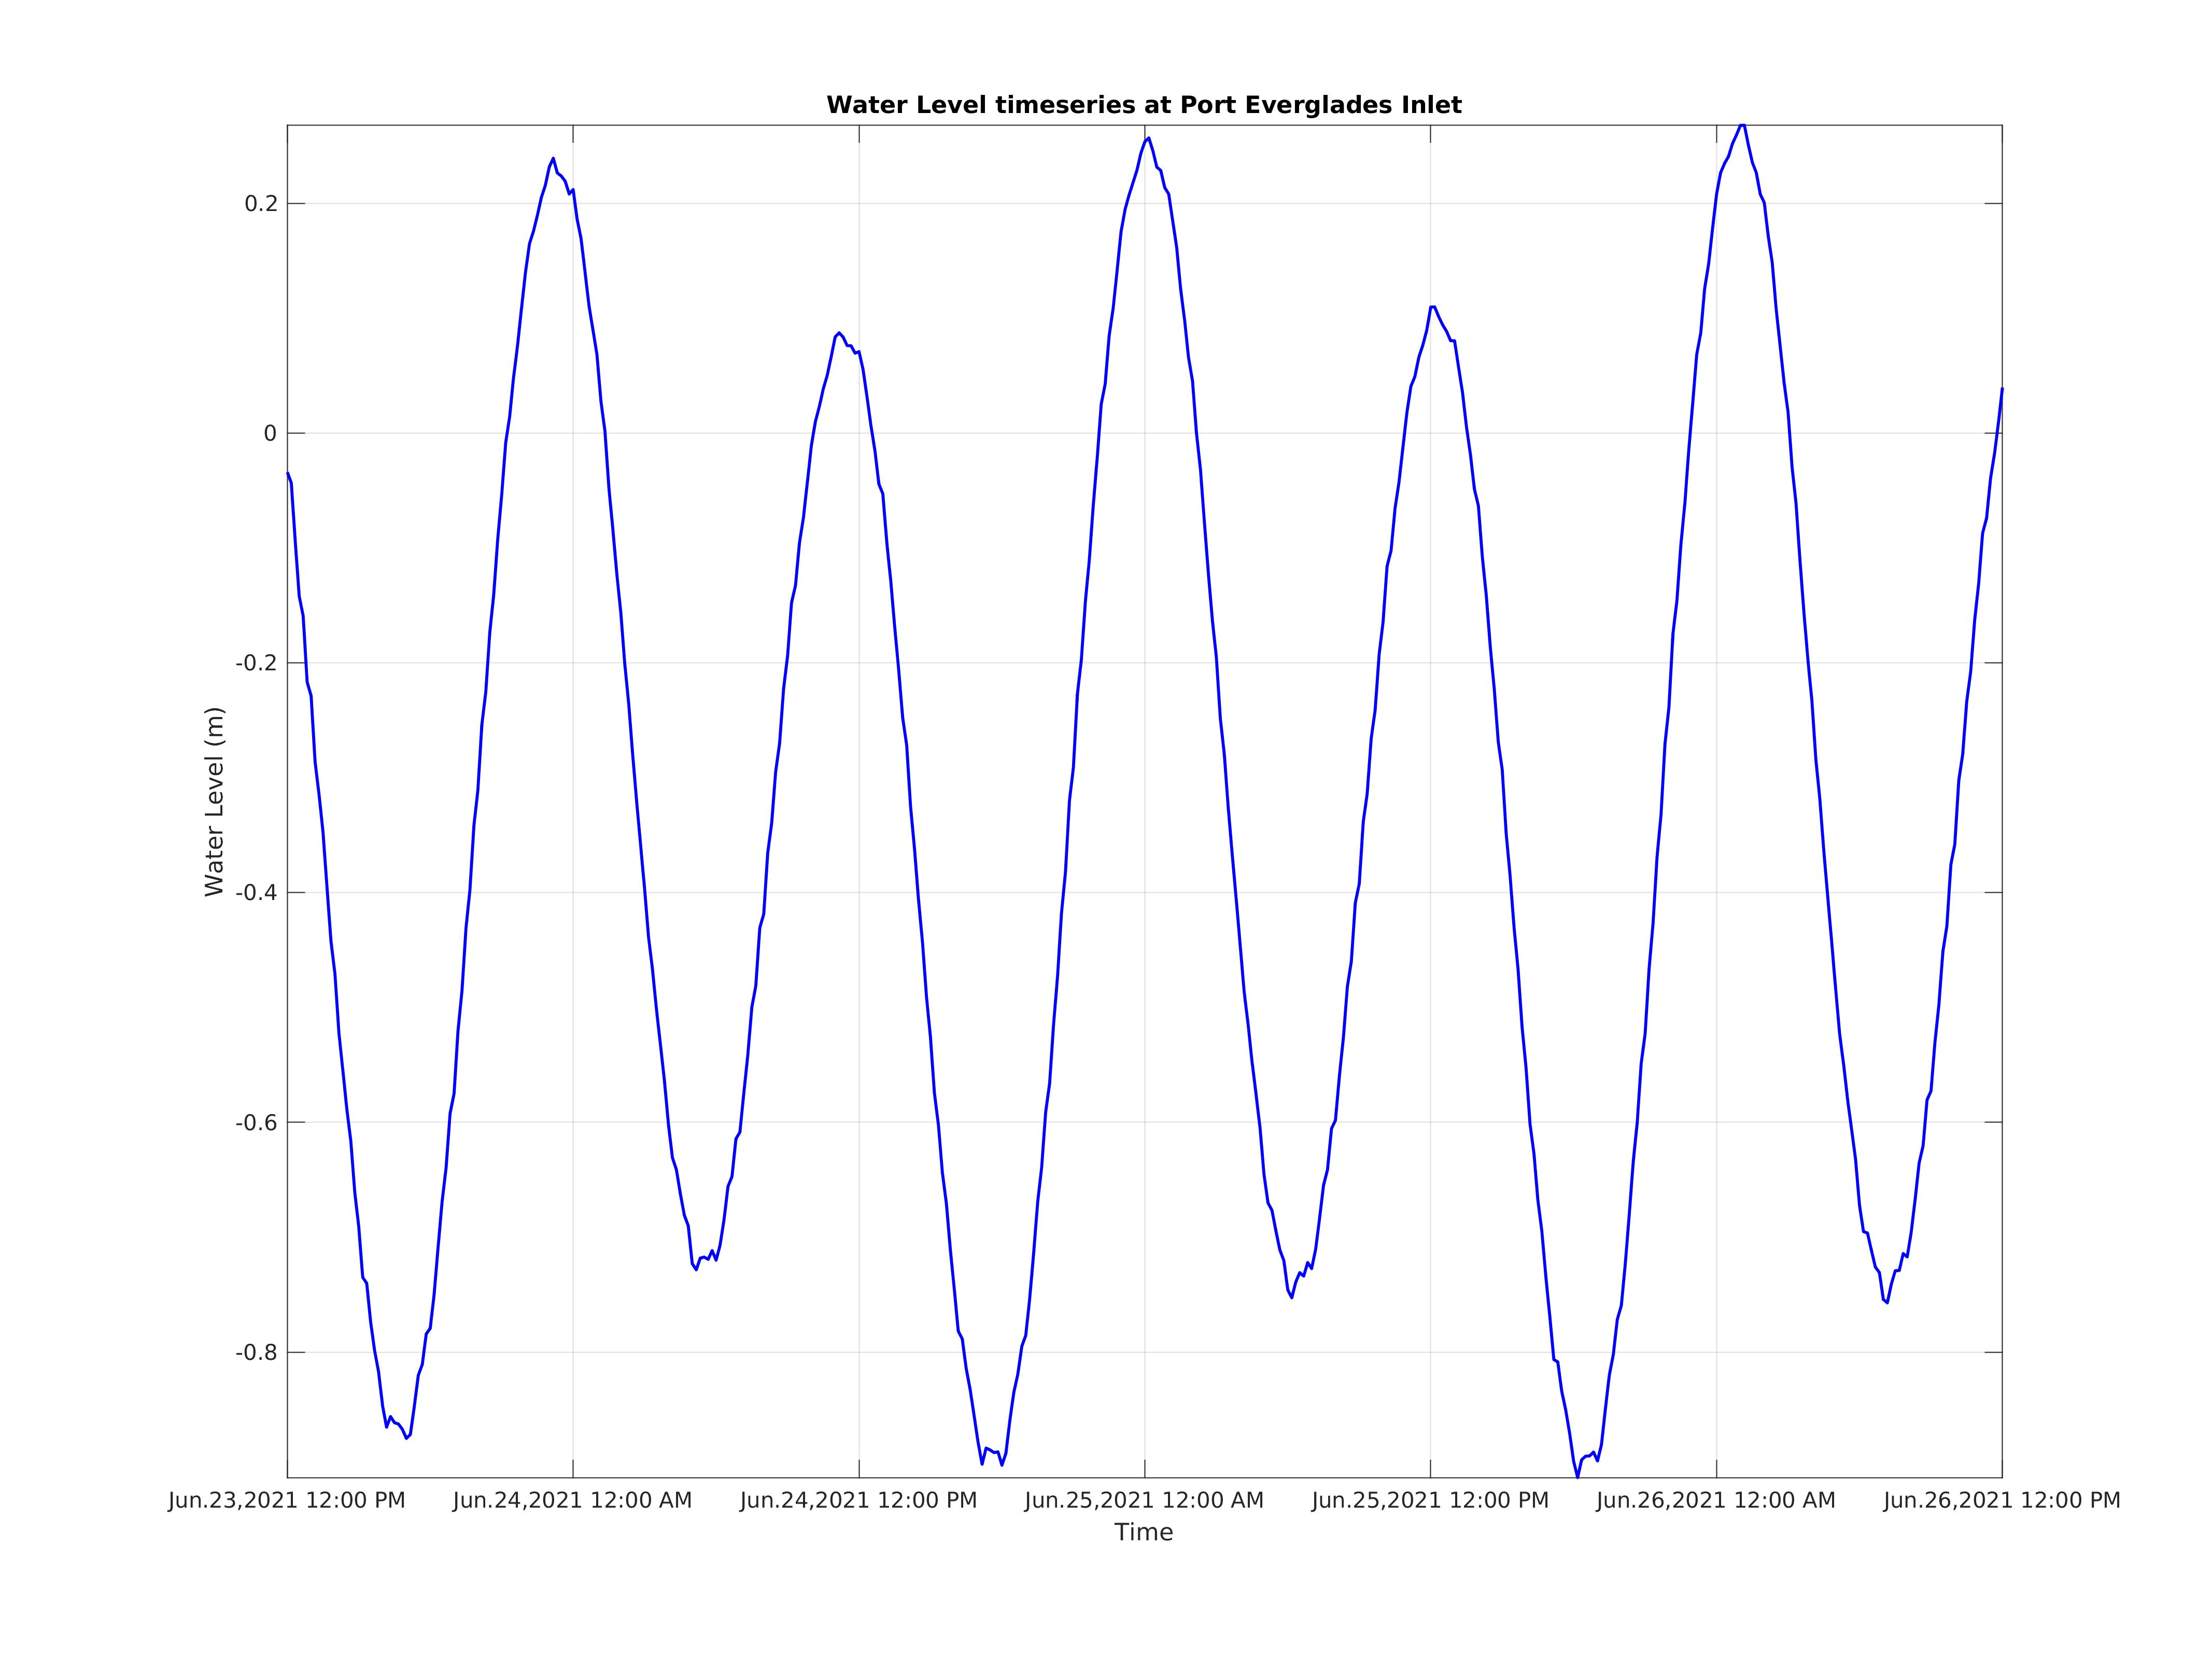 Water Level timeseries at Port Everglades Inlet
0.2
0
-0.2
-0.4
-0.6
-0.8
Water Level (m)
Jun.23,2021 12:00 PM
Jun.24,2021 12:00 AM
Jun.24,2021 12:00 PM
Jun.25,2021 12:00 AM
Jun.25,2021 12:00 PM
Jun.26,2021 12:00 AM
Jun.26,2021 12:00 PM
Time